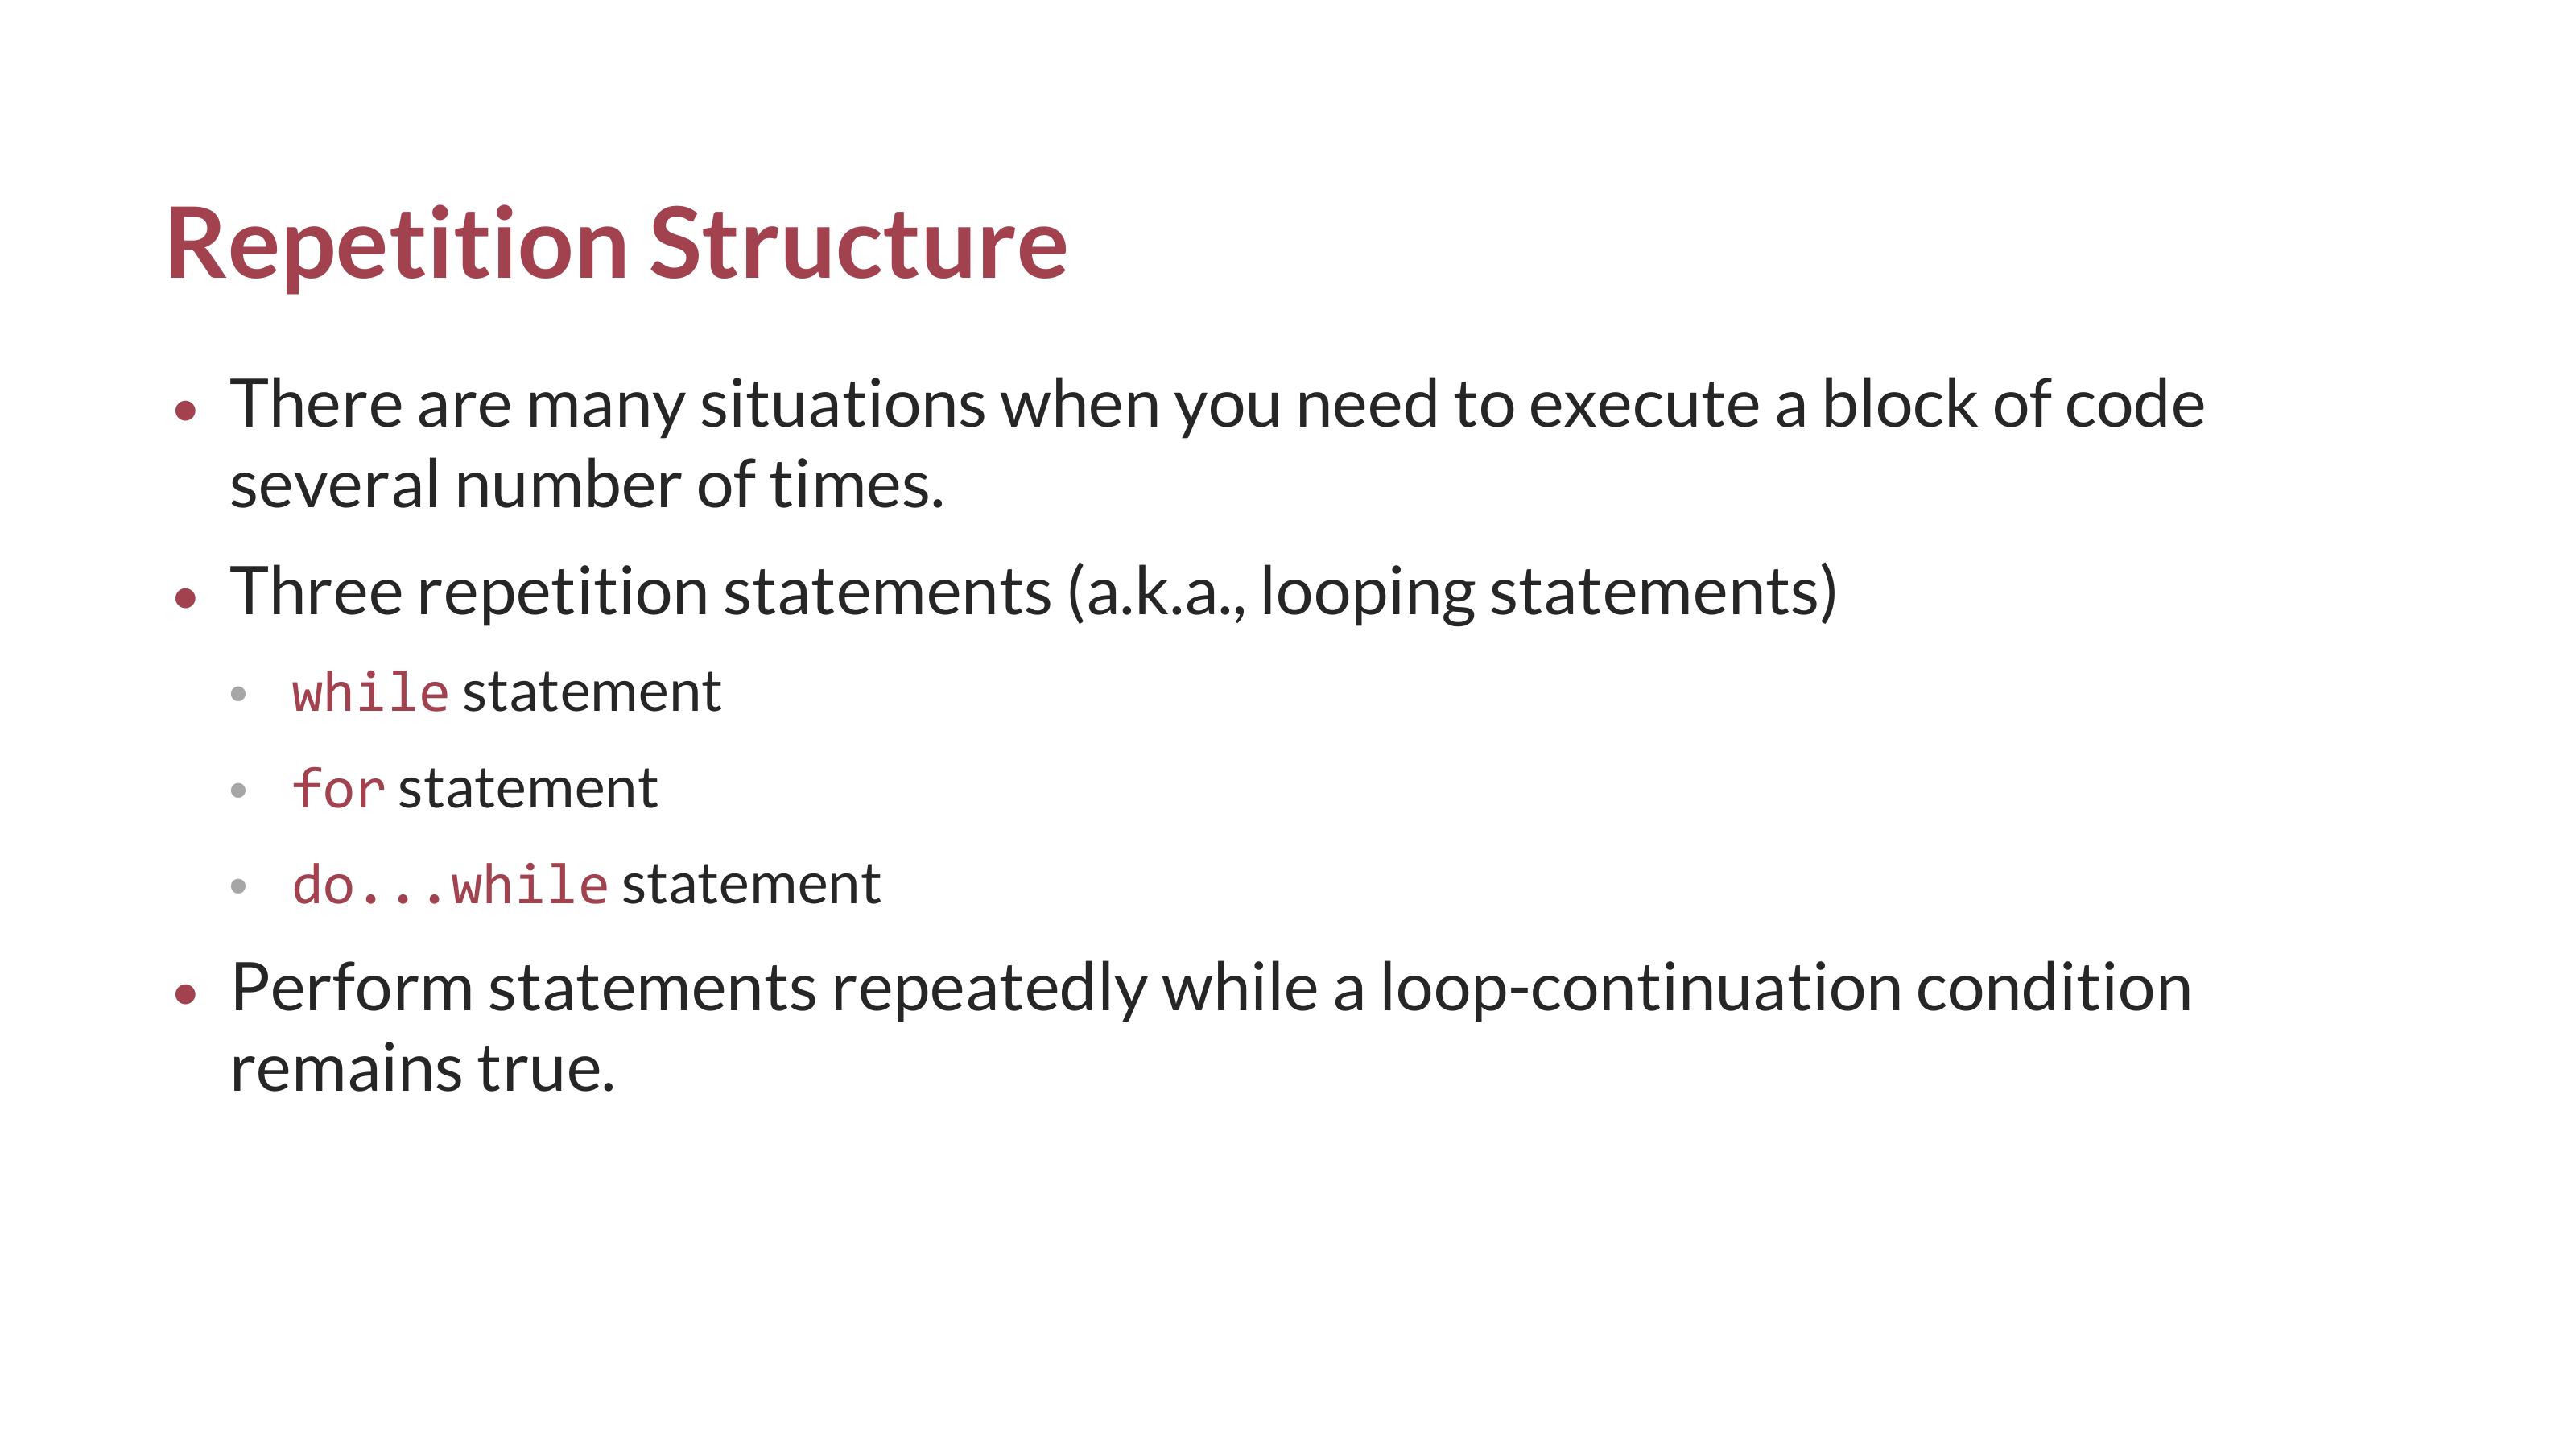 Repetition Structure
• There are many situations when you need to execute a block of code
several number of times.
• Three repetition statements (a.k.a., looping statements)
• while statement
• for statement
• do...while statement
• Perform statements repeatedly while a loop-continuation condition
remains true.